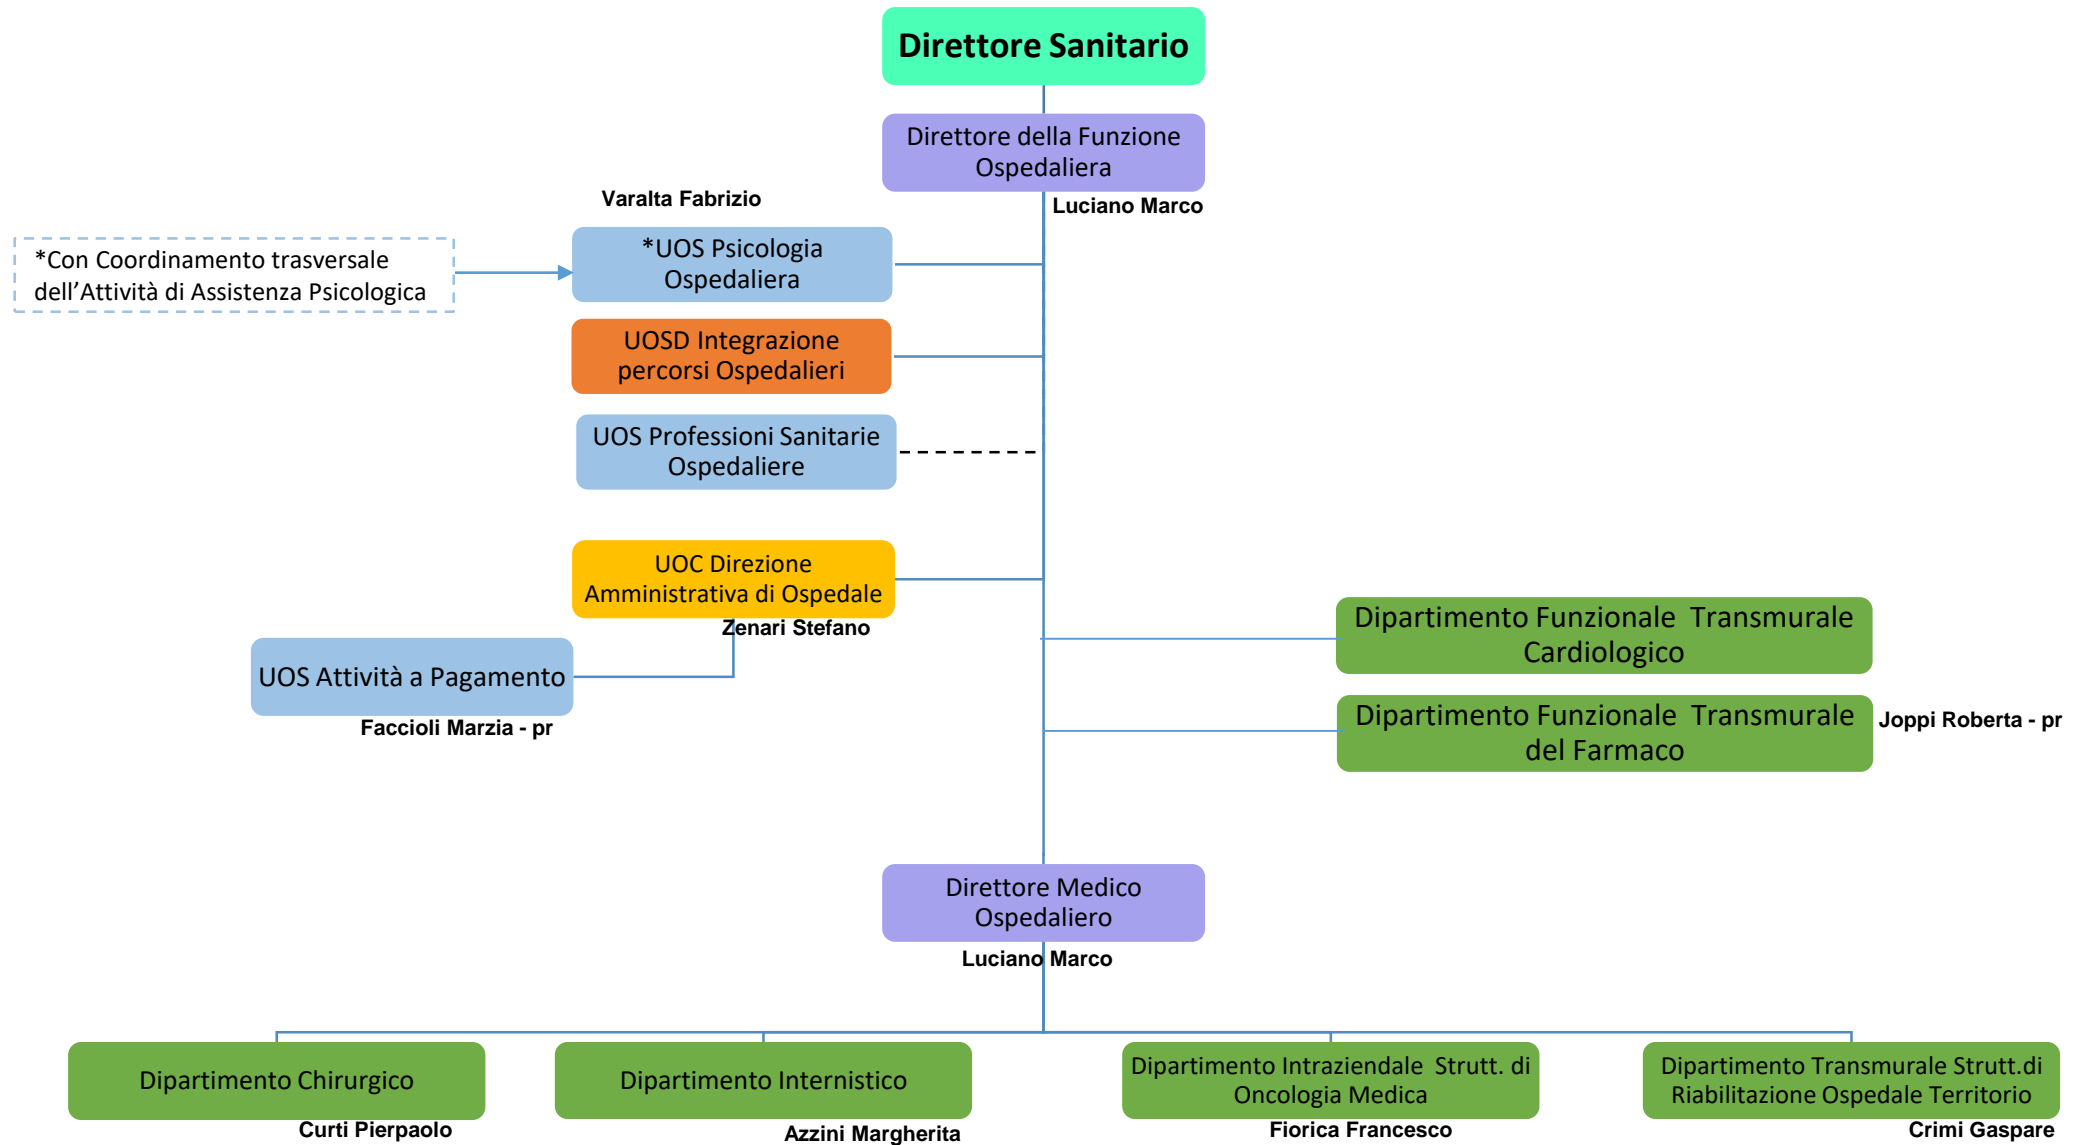 Direttore Sanitario
Direttore della Funzione
Ospedaliera
Luciano Marco
Varalta Fabrizio
*Con Coordinamento trasversale
dell’Attività di Assistenza Psicologica
*UOS Psicologia
Ospedaliera
UOSD Integrazione
percorsi Ospedalieri
UOS Professioni Sanitarie
Ospedaliere
UOC Direzione
Amministrativa di Ospedale
Zenari Stefano
UOS Attività a Pagamento
Faccioli Marzia - pr
Dipartimento Funzionale Transmurale
Cardiologico
Dipartimento Funzionale Transmurale
del Farmaco
Joppi Roberta - pr
Direttore Medico
Ospedaliero
Luciano Marco
Dipartimento Chirurgico
Curti Pierpaolo
Dipartimento Internistico
Azzini Margherita
Dipartimento Intraziendale Strutt. di
Oncologia Medica
Fiorica Francesco
Dipartimento Transmurale Strutt.di
Riabilitazione Ospedale Territorio
Crimi Gaspare